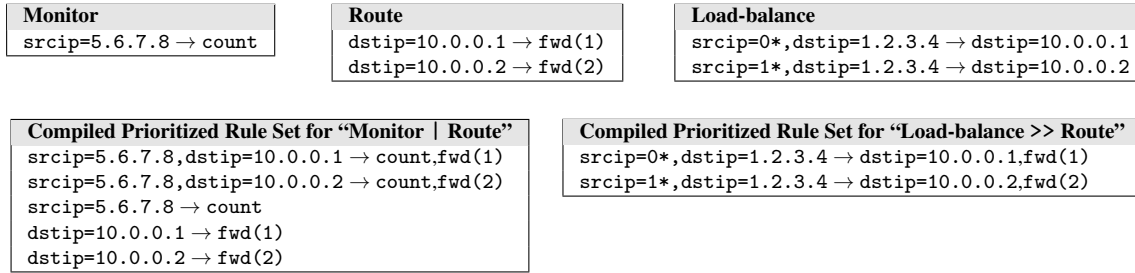 Monitor
srcip=5.6.7.8 → count
Route
dstip=10.0.0.1 → fwd(1)
dstip=10.0.0.2 → fwd(2)
Load-balance
srcip=0*,dstip=1.2.3.4 → dstip=10.0.0.1
srcip=1*,dstip=1.2.3.4 → dstip=10.0.0.2
Compiled Prioritized Rule Set for “Monitor | Route”
srcip=5.6.7.8,dstip=10.0.0.1 → count,fwd(1)
srcip=5.6.7.8,dstip=10.0.0.2 → count,fwd(2)
srcip=5.6.7.8 → count
dstip=10.0.0.1 → fwd(1)
dstip=10.0.0.2 → fwd(2)
Compiled Prioritized Rule Set for “Load-balance >> Route”
srcip=0*,dstip=1.2.3.4 → dstip=10.0.0.1,fwd(1)
srcip=1*,dstip=1.2.3.4 → dstip=10.0.0.2,fwd(2)